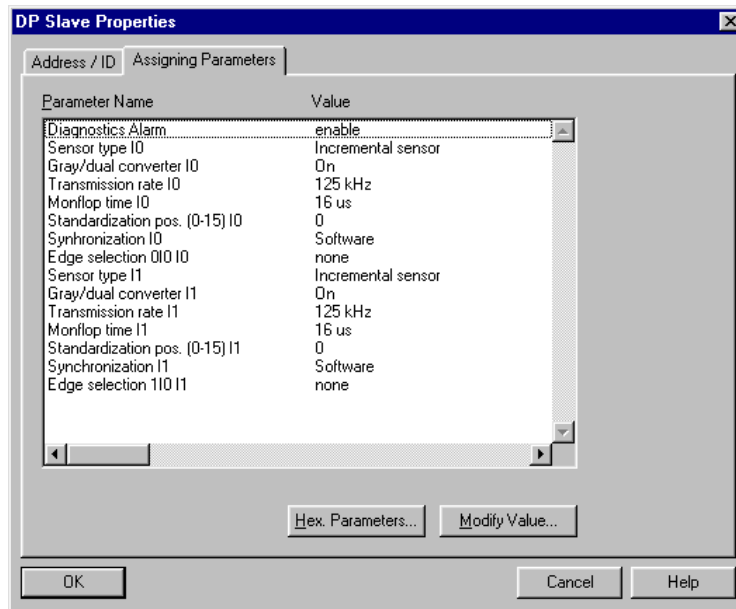 DP Slave Properties
Address / ID Assigning Parameters
Parameter Name Value
Diagnostics Alarm enable
Sensor type I0 Incremental sensor
Gray/dual converter I0 On
Transmission rate I0 125 kHz
Monflop time I0 16 us
Standardization pos. (0-15) I0 0
Synhronization I0 Software
Edge selection 0I0 I0 none
Sensor type I1 Incremental sensor
Gray/dual converter I1 On
Transmission rate I1 125 kHz
Monflop time I1 16 us
Standardization pos. (0-15) I1 0
Synchronization I1 Software
Edge selection 1I0 I1 none
Hex. Parameters... Modify Value...
OK Cancel Help